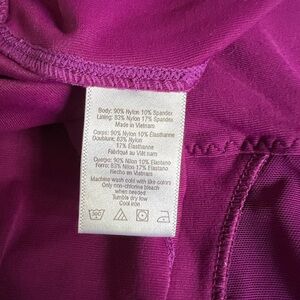 Body: 90% Nylon 10% Spandex
Lining: 83% Nylon 17% Spandex
Made in Vietnam
Corps: 90% Nylon 10% Elasthanne
Doublure: 83% Nylon
17% Elasthanne
Fabriqué au Viêt nam
Cuerpo: 90% Nilón 10% Elastano
Forro: 83% Nilón 17% Elastano
Hecho en Vietnam
Machine wash cold with like colors
Only non-chlorine bleach
when needed
Tumble dry low
Cool iron